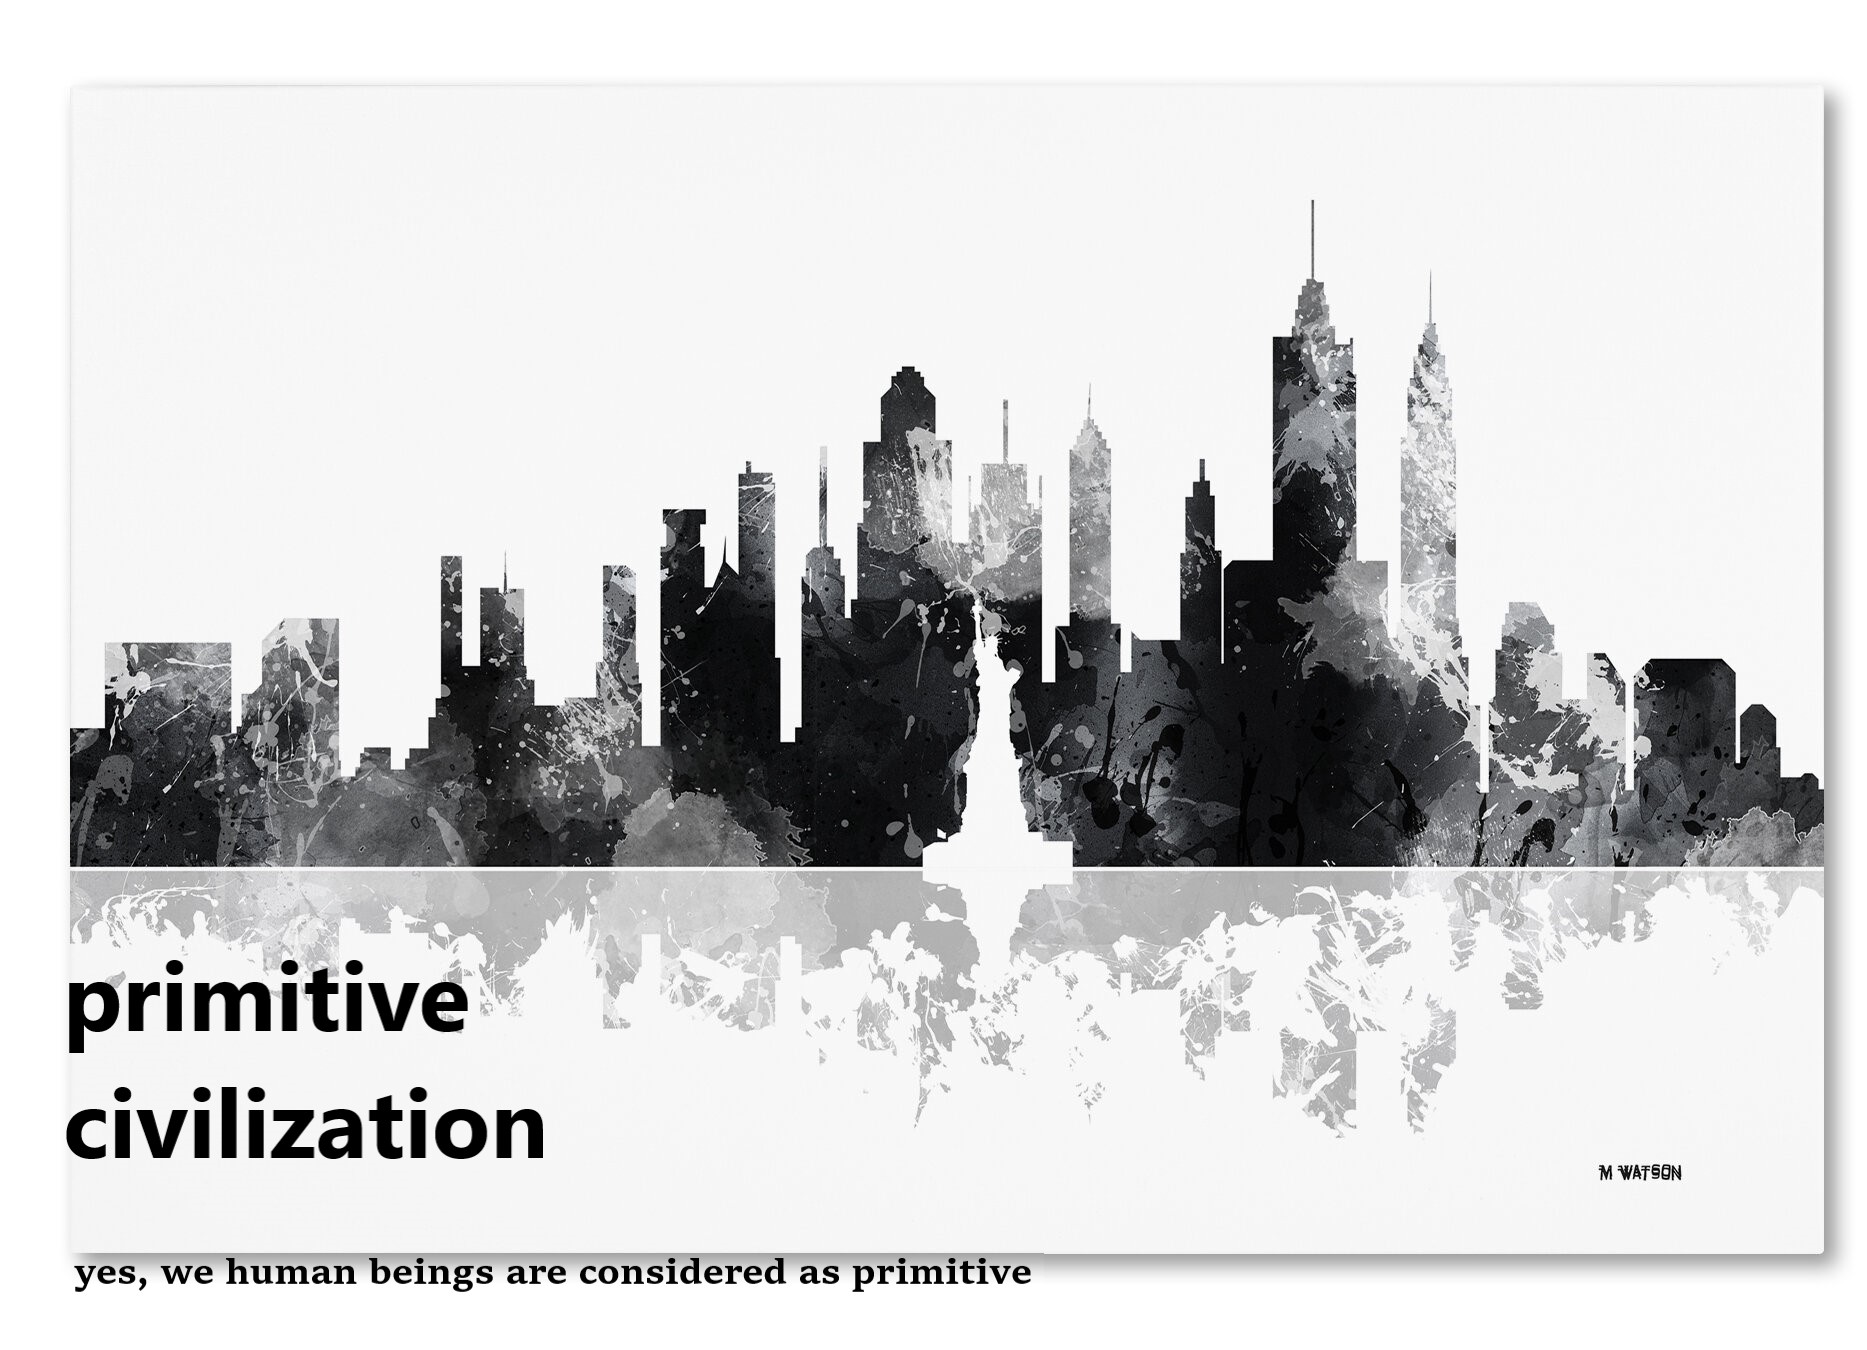 primitive
civilization
M WATSON
yes, we human beings are considered as primitive